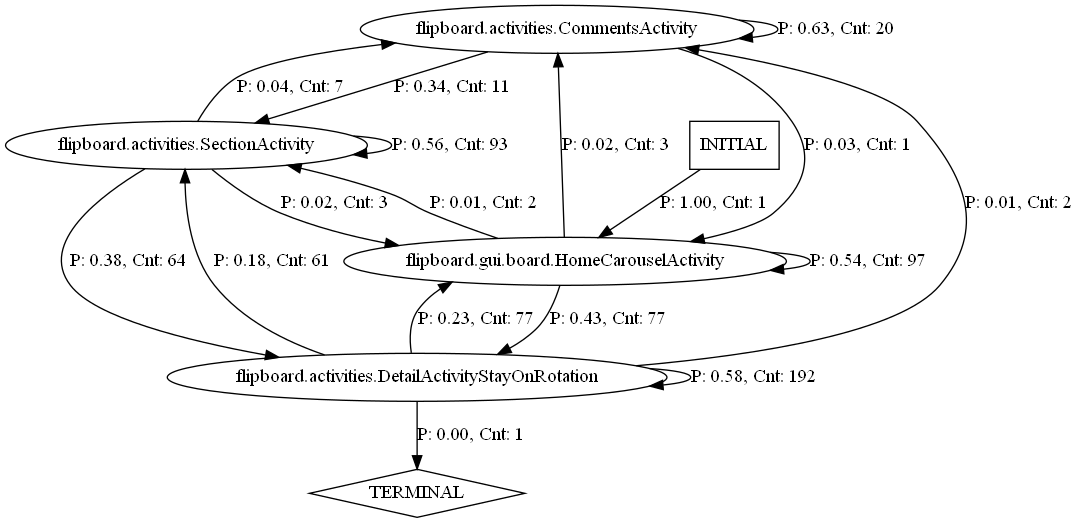 flipboard.activities.CommentsActivity
P: 0.63, Cnt: 20
P: 0.04, Cnt: 7
P: 0.34, Cnt: 11
flipboard.activities.SectionActivity
P: 0.56, Cnt: 93
P: 0.02, Cnt: 3
INITIAL
P: 0.03, Cnt: 1
P: 0.02, Cnt: 3
P: 0.01, Cnt: 2
P: 1.00, Cnt: 1
P: 0.01, Cnt: 2
P: 0.38, Cnt: 64
P: 0.18, Cnt: 61
flipboard.gui.board.HomeCarouselActivity
P: 0.54, Cnt: 97
P: 0.23, Cnt: 77
P: 0.43, Cnt: 77
flipboard.activities.DetailActivityStayOnRotation
P: 0.58, Cnt: 192
P: 0.00, Cnt: 1
TERMINAL